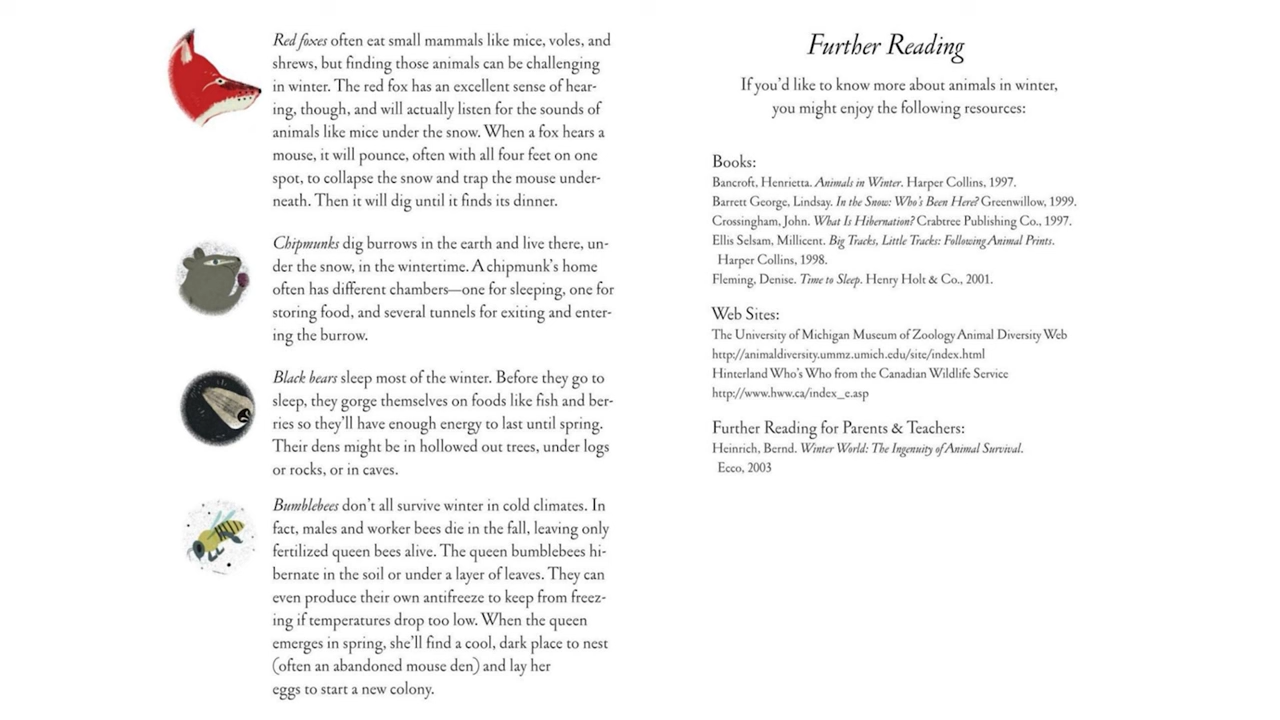 Red foxes often eat small mammals like mice, voles, and
shrews, but finding those animals can be challenging
in winter. The red fox has an excellent sense of hear-
ing, though, and will actually listen for the sounds of
animals like mice under the snow. When a fox hears a
mouse, it will pounce, often with all four feet on one
spot, to collapse the snow and trap the mouse under-
neath. Then it will dig until it finds its dinner.
Chipmunks dig burrows in the earth and live there, un-
der the snow, in the wintertime. A chipmunk's home
often has different chambers—one for sleeping, one for
storing food, and several tunnels for exiting and enter-
ing the burrow.
Black bears sleep most of the winter. Before they go to
sleep, they gorge themselves on foods like fish and ber-
ries so they'll have enough energy to last until spring.
Their dens might be in hollowed out trees, under logs
or rocks, or in caves.
Bumblebees don't all survive winter in cold climates. In
fact, males and worker bees die in the fall, leaving only
fertilized queen bees alive. The queen bumblebees hi-
bernate in the soil or under a layer of leaves. They can
even produce their own antifreeze to keep from freez-
ing if temperatures drop too low. When the queen
emerges in spring, she'll find a cool, dark place to nest
(often an abandoned mouse den) and lay her
eggs to start a new colony.
Further Reading
If you'd like to know more about animals in winter,
you might enjoy the following resources:
Books:
Bancroft, Henrietta. Animals in Winter. Harper Collins, 1997.
Barrett George, Lindsay. In the Snow: Who's Been Here? Greenwillow, 1999.
Crossingham, John. What Is Hibernation? Crabtree Publishing Co., 1997.
Ellis Selsam, Millicent. Big Tracks, Little Tracks: Following Animal Prints.
Harper Collins, 1998.
Fleming, Denise. Time to Sleep. Henry Holt & Co., 2001.
Web Sites:
The University of Michigan Museum of Zoology Animal Diversity Web
http://animaldiversity.ummz.umich.edu/site/index.html
Hinterland Who's Who from the Canadian Wildlife Service
http://www.hww.ca/index_e.asp
Further Reading for Parents & Teachers:
Heinrich, Bernd. Winter World: The Ingenuity of Animal Survival.
Ecco, 2003